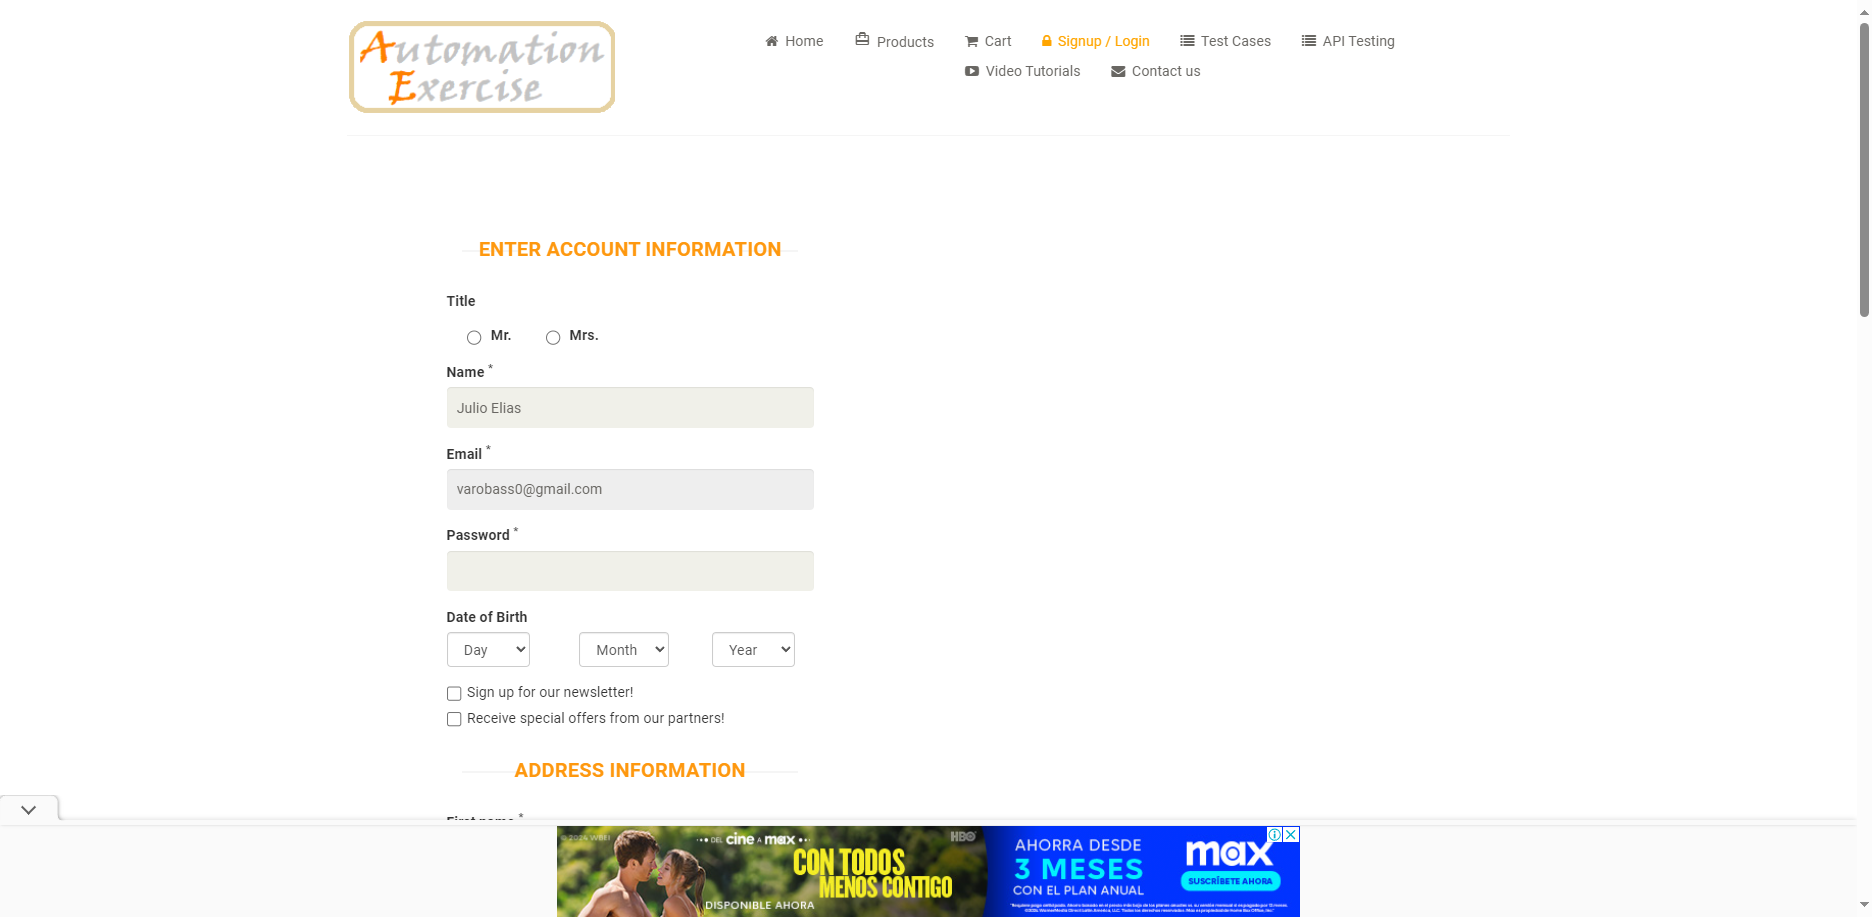 Automation
Exercise
Home
Products
Cart
Signup / Login
Test Cases
API Testing
Video Tutorials
Contact us
ENTER ACCOUNT INFORMATION
Title
Mr.
Mrs.
Name *
Julio Elias
Email *
varobass0@gmail.com
Password *
Date of Birth
Day
Month
Year
Sign up for our newsletter!
Receive special offers from our partners!
ADDRESS INFORMATION
First name *
DEL cine A max
HBO
CON TODOS
MENOS CONTIGO
DISPONIBLE AHORA
AHORRA DESDE
3 MESES
CON EL PLAN ANUAL
max
SUSCRÍBETE AHORA